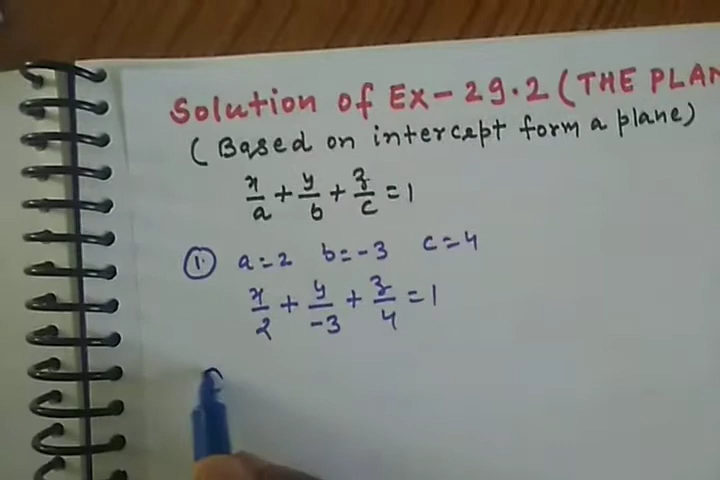 Solution of Ex-29.2 (THE PLAN
(Based on intercept form a plane)
x/a + y/b + z/c = 1
1. a=2 b=-3 c=4
x/2 + y/-3 + z/4 = 1